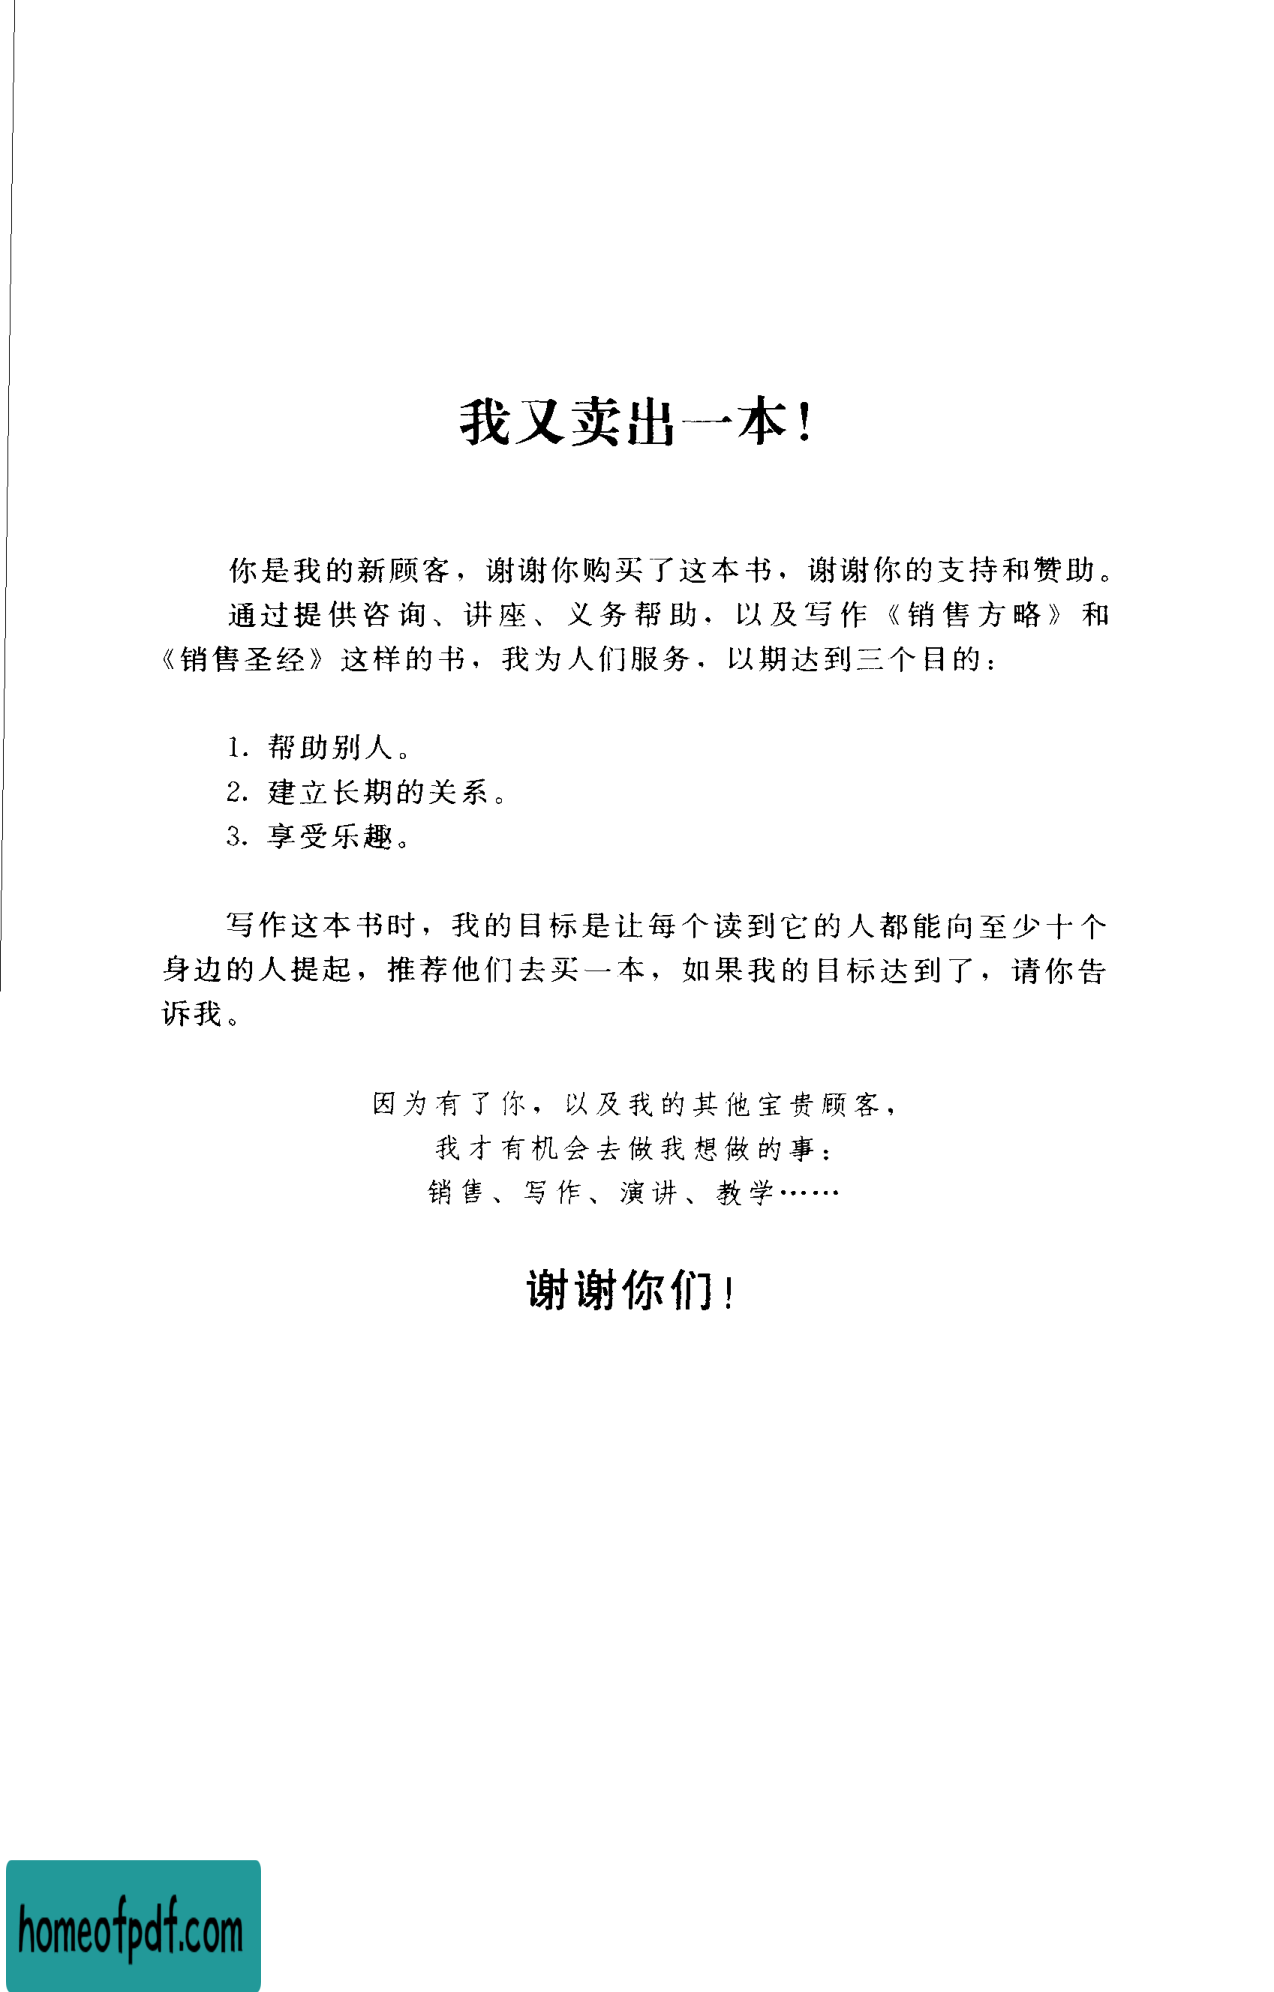 我又卖出一本！
你是我的新顾客，谢谢你购买了这本书，谢谢你的支持和赞助。
通过提供咨询、讲座、义务帮助，以及写作《销售方略》和
《销售圣经》这样的书，我为人们服务，以期达到三个目的：
1. 帮助别人。
2. 建立长期的关系。
3. 享受乐趣。
写作这本书时，我的目标是让每个读到它的人都能向至少十个
身边的人提起，推荐他们去买一本，如果我的目标达到了，请你告
诉我。
因为有了你，以及我的其他宝贵顾客，
我才有机会去做我想做的事：
销售、写作、演讲、教学……
谢谢你们！
homeofpdf.com